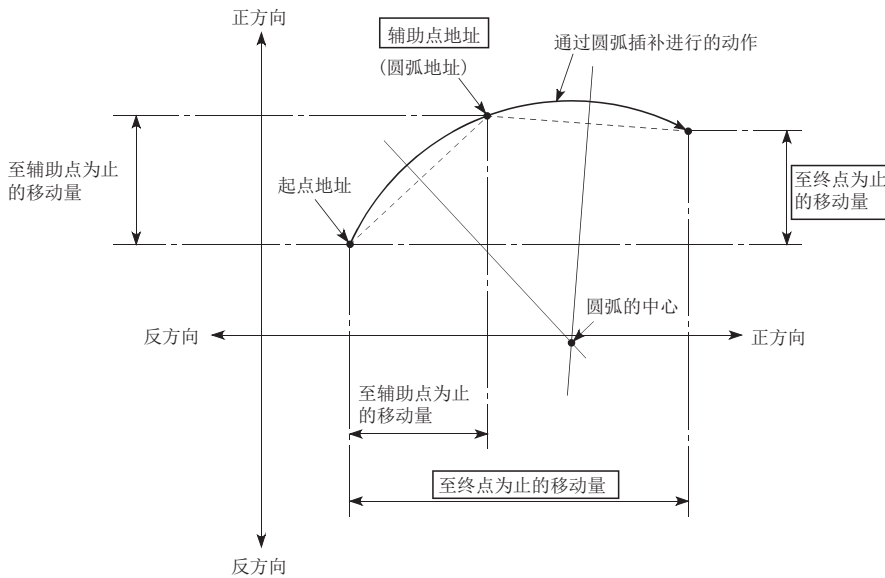 正方向
辅助点地址
(圆弧地址)
通过圆弧插补进行的动作
至辅助点为止
的移动量
起点地址
至终点为止
的移动量
圆弧的中心
反方向
正方向
至辅助点为止
的移动量
至终点为止的移动量
反方向